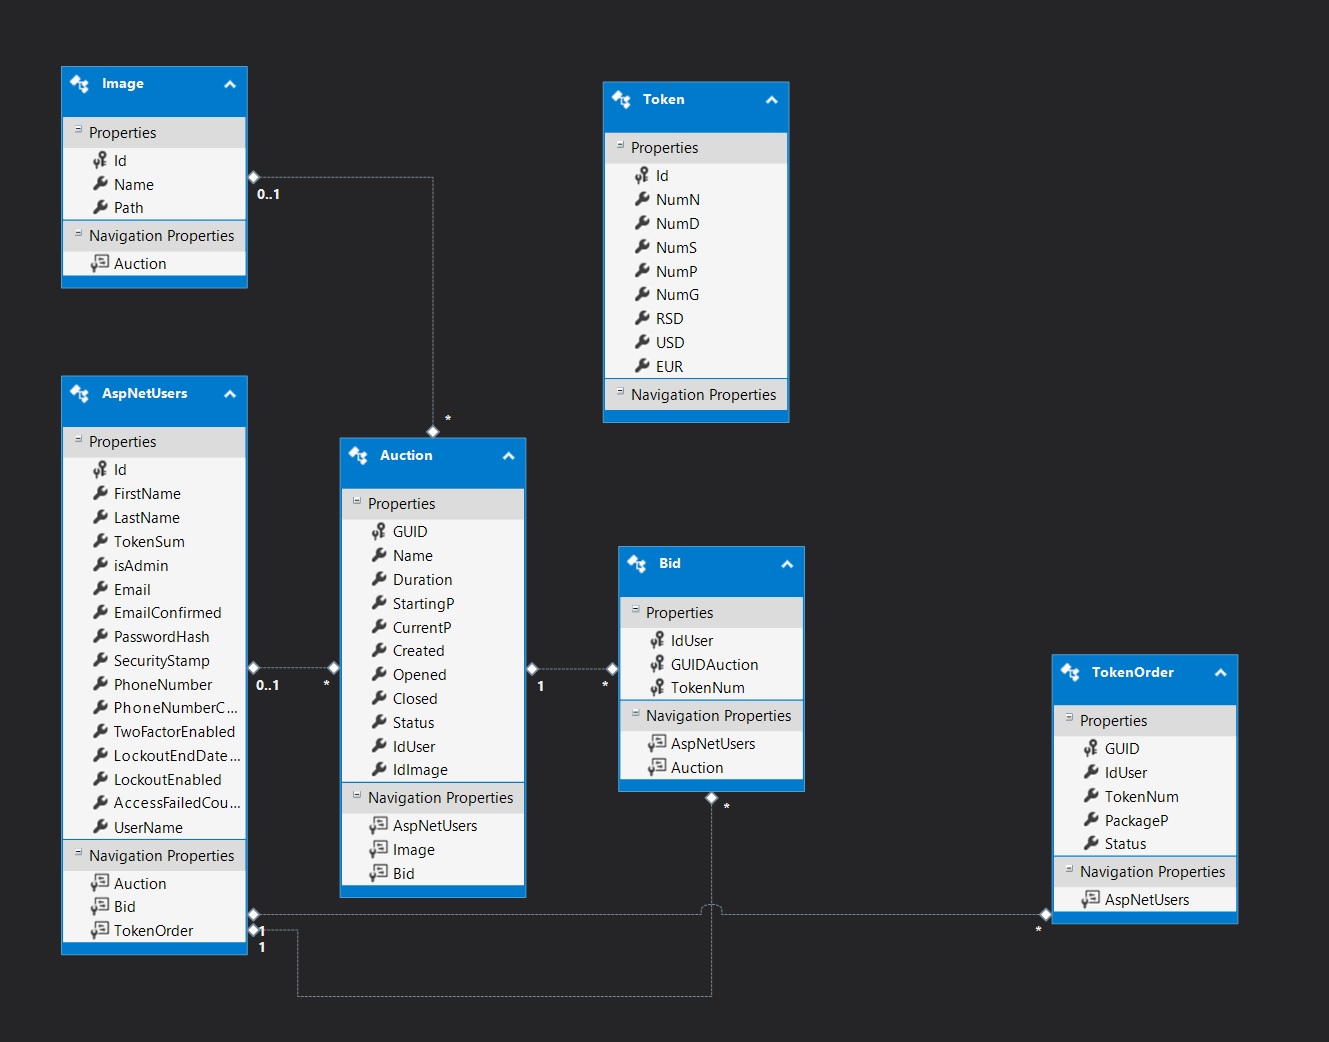 Image
Properties
Id
Name
Path
Navigation Properties
Auction
0..1
*
Token
Properties
Id
NumN
NumD
NumS
NumP
NumG
RSD
USD
EUR
Navigation Properties
AspNetUsers
Properties
Id
FirstName
LastName
TokenSum
isAdmin
Email
EmailConfirmed
PasswordHash
SecurityStamp
PhoneNumber
PhoneNumberC...
TwoFactorEnabled
LockoutEndDate...
LockoutEnabled
AccessFailedCou...
UserName
Navigation Properties
Auction
Bid
TokenOrder
0..1
*
1
1
Auction
Properties
GUID
Name
Duration
StartingP
CurrentP
Created
Opened
Closed
Status
IdUser
IdImage
Navigation Properties
AspNetUsers
Image
Bid
1
*
Bid
Properties
IdUser
GUIDAuction
TokenNum
Navigation Properties
AspNetUsers
Auction
*
TokenOrder
Properties
GUID
IdUser
TokenNum
PackageP
Status
Navigation Properties
AspNetUsers
*